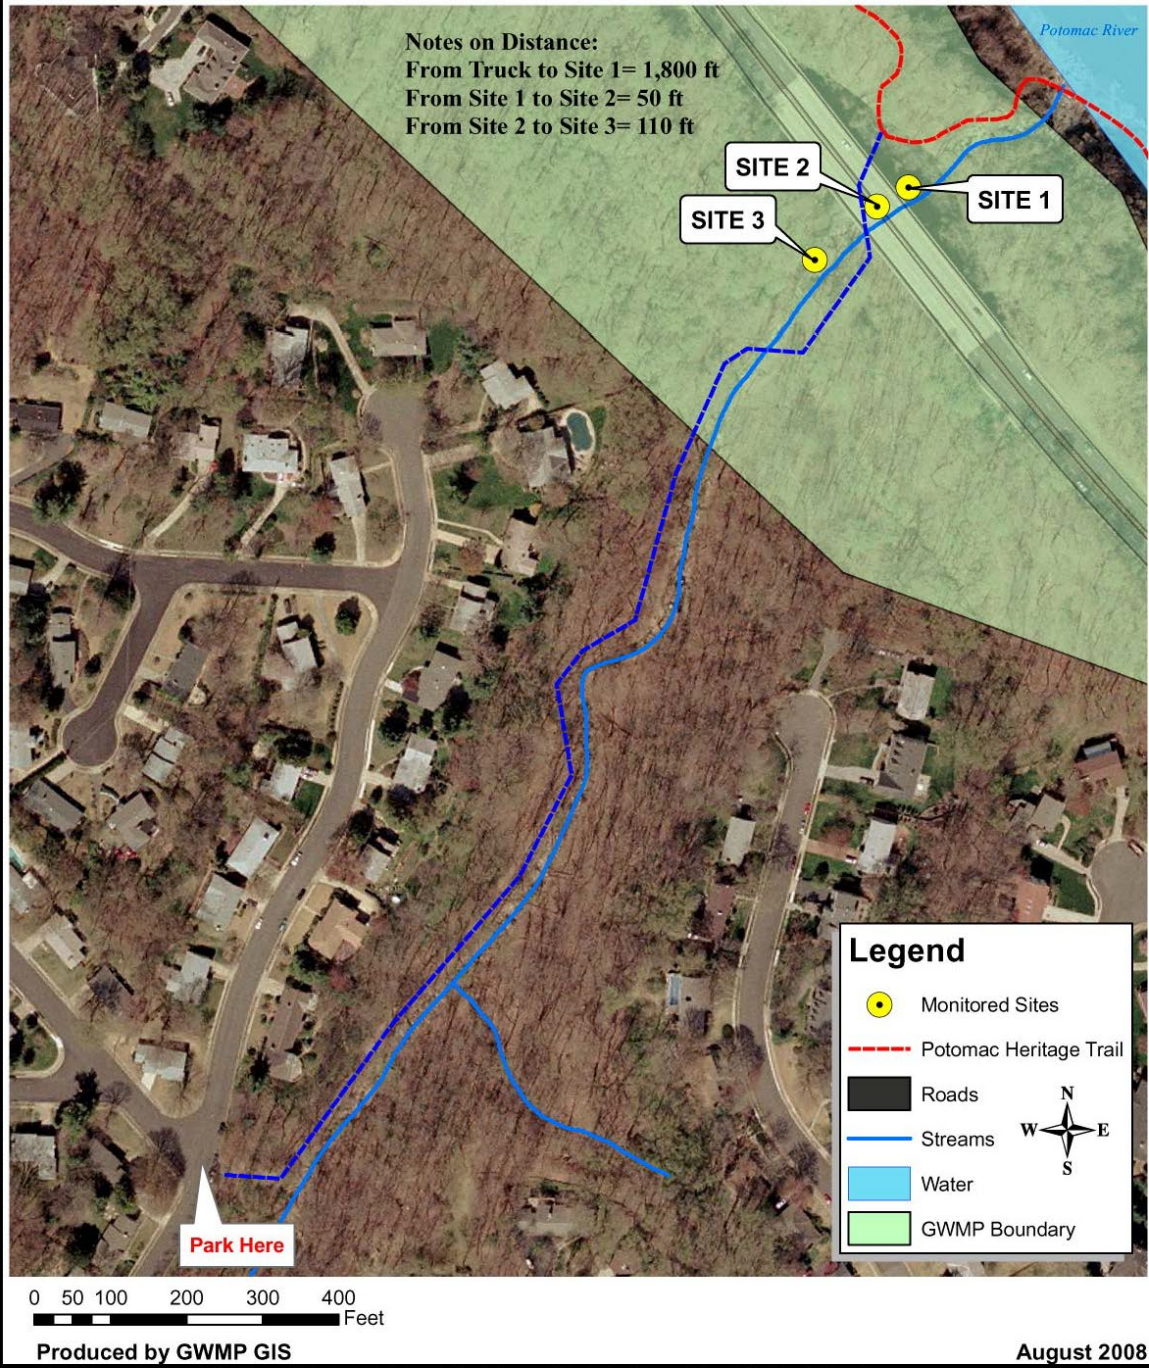 Potomac River
Notes on Distance:
From Truck to Site 1= 1,800 ft
From Site 1 to Site 2= 50 ft
From Site 2 to Site 3= 110 ft
SITE 2
SITE 1
SITE 3
Legend
Monitored Sites
Potomac Heritage Trail
Roads
N
W
E
S
Streams
Water
GWMP Boundary
Park Here
0 50 100 200 300 400
Feet
Produced by GWMP GIS
August 2008